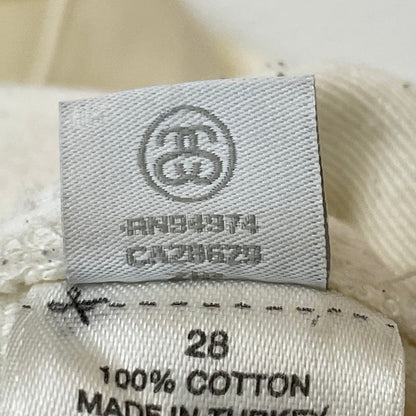 RN94974
CA28629
28
100% COTTON
MADE IN TURKEY